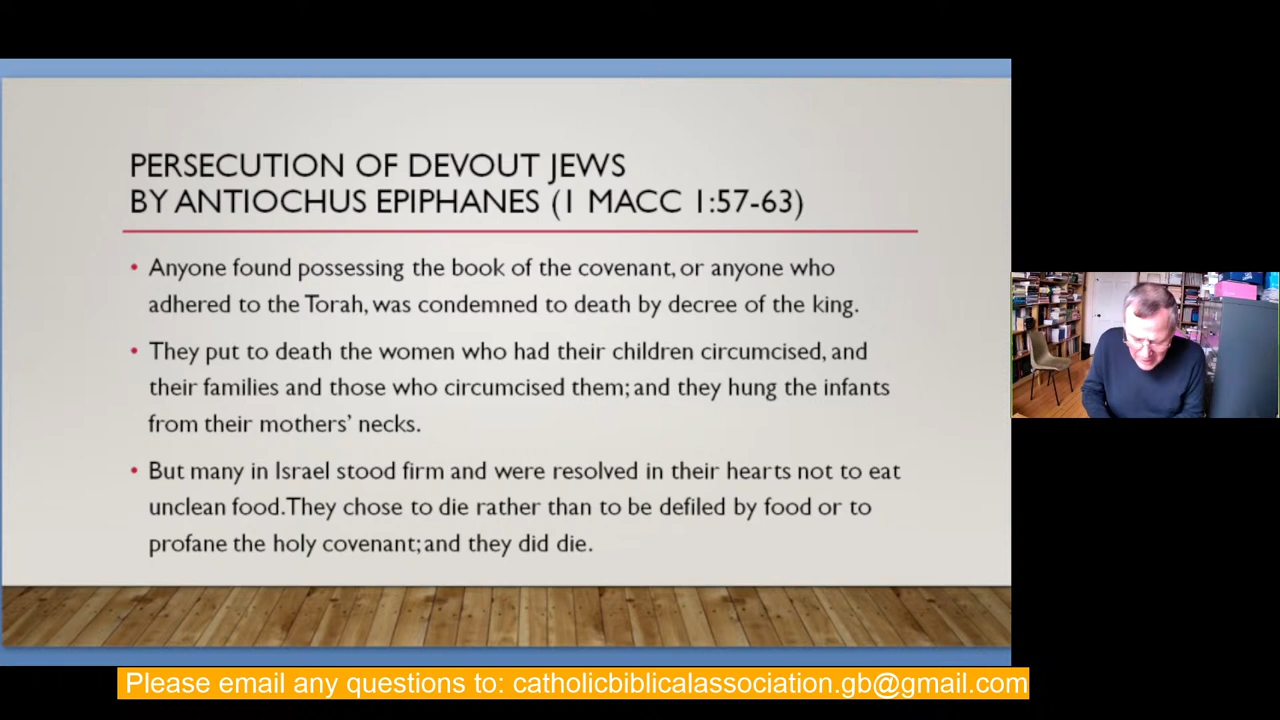 PERSECUTION OF DEVOUT JEWS
BY ANTIOCHUS EPIPHANES (1 MACC 1:57-63)
• Anyone found possessing the book of the covenant, or anyone who
adhered to the Torah, was condemned to death by decree of the king.
• They put to death the women who had their children circumcised, and
their families and those who circumcised them; and they hung the infants
from their mothers' necks.
• But many in Israel stood firm and were resolved in their hearts not to eat
unclean food. They chose to die rather than to be defiled by food or to
profane the holy covenant; and they did die.
Please email any questions to: catholicbiblicalassociation.gb@gmail.com